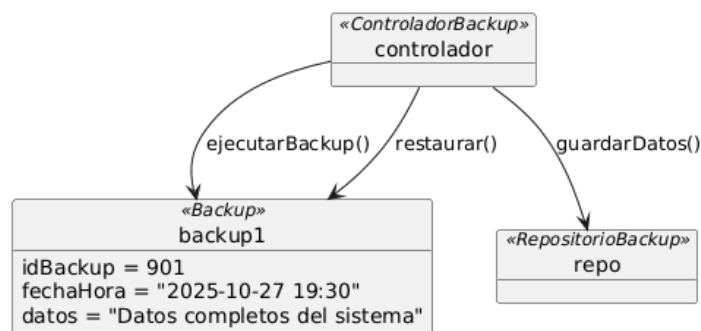 «ControladorBackup»
controlador
ejecutarBackup()
restaurar()
guardarDatos()
«Backup»
backup1
idBackup = 901
fechaHora = "2025-10-27 19:30"
datos = "Datos completos del sistema"
«RepositorioBackup»
repo